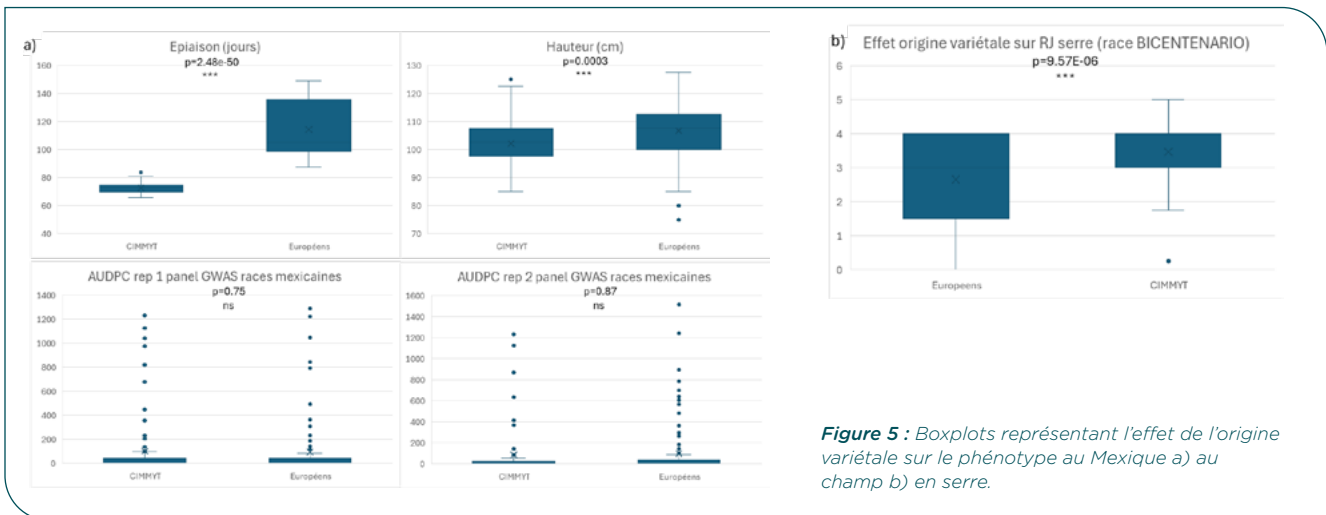 a)
Epiaison (jours)
p=2.48e-50
***
160
140
120
100
80
60
40
CIMMYT
Européens
Hauteur (cm)
p=0.0003
***
130
120
110
100
90
80
70
CIMMYT
Européens
AUDPC rep 1 panel GWAS races mexicaines
p=0.75
ns
1400
1200
1000
800
600
400
200
0
CIMMYT
Européens
AUDPC rep 2 panel GWAS races mexicaines
p=0.87
ns
1600
1400
1200
1000
800
600
400
200
0
CIMMYT
Européens
b)
Effet origine variétale sur RJ serre (race BICENTENARIO)
p=9.57E-06
***
6
5
4
3
2
1
0
Europeens
CIMMYT
Figure 5 : Boxplots représentant l'effet de l'origine
variétale sur le phénotype au Mexique a) au
champ b) en serre.